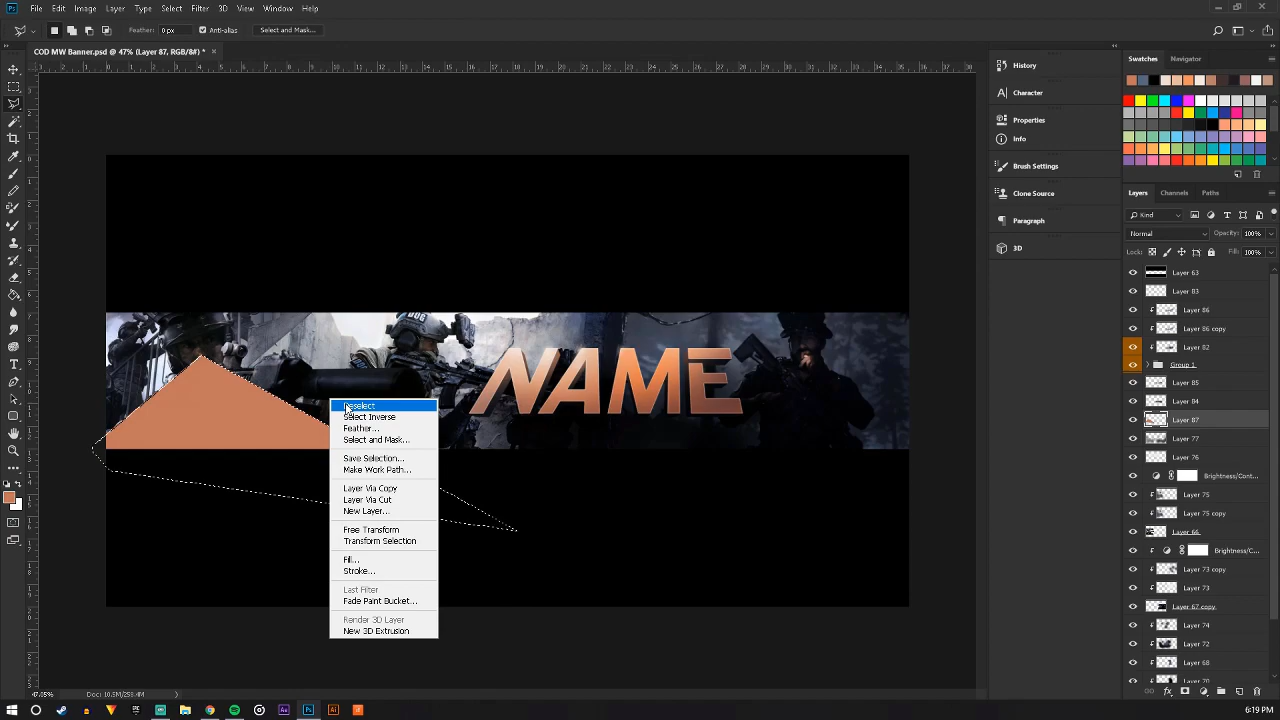 File Edit Image Layer Type Select Filter 3D View Window Help
Feather: 0 px Anti-alias Select and Mask...
COD MW Banner.psd @ 47% (Layer 87, RGB/8#) *
History
Character
Properties
Info
Brush Settings
Clone Source
Paragraph
3D
Swatches Navigator
Layers Channels Paths
Kind
Normal Opacity: 100%
Lock: Fill: 100%
Layer 63
Layer 83
Layer 86
Layer 86 copy
Layer 82
Group 1
Layer 85
Layer 84
Layer 87
Layer 77
Layer 76
Brightness/Cont...
Layer 75
Layer 75 copy
Layer 66
Brightness/C...
Layer 73 copy
Layer 73
Layer 67 copy
Layer 74
Layer 72
Layer 68
Layer 70
NAME
Deselect
Select Inverse
Feather...
Select and Mask...
Save Selection...
Make Work Path...
Layer Via Copy
Layer Via Cut
New Layer...
Free Transform
Transform Selection
Fill...
Stroke...
Last Filter
Fade Paint Bucket...
Render 3D Layer
New 3D Extrusion
Doc: 10.5M/298.4M
6:19 PM